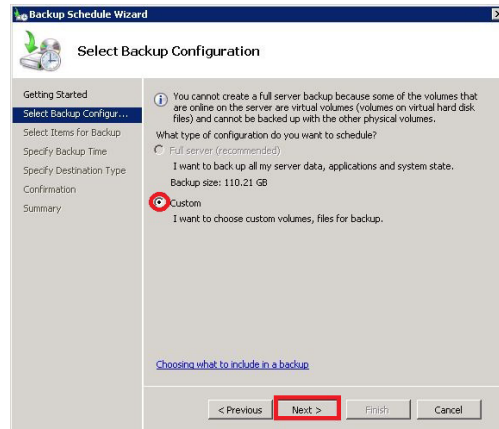 Backup Schedule Wizard
Select Backup Configuration
Getting Started
Select Backup Configur...
Select Items for Backup
Specify Backup Time
Specify Destination Type
Confirmation
Summary
You cannot create a full server backup because some of the volumes that
are online on the server are virtual volumes (volumes on virtual hard disk
files) and cannot be backed up with the other physical volumes.
What type of configuration do you want to schedule?
Full server (recommended)
I want to back up all my server data, applications and system state.
Backup size: 110.21 GB
Custom
I want to choose custom volumes, files for backup.
Choosing what to include in a backup
< Previous
Next >
Finish
Cancel